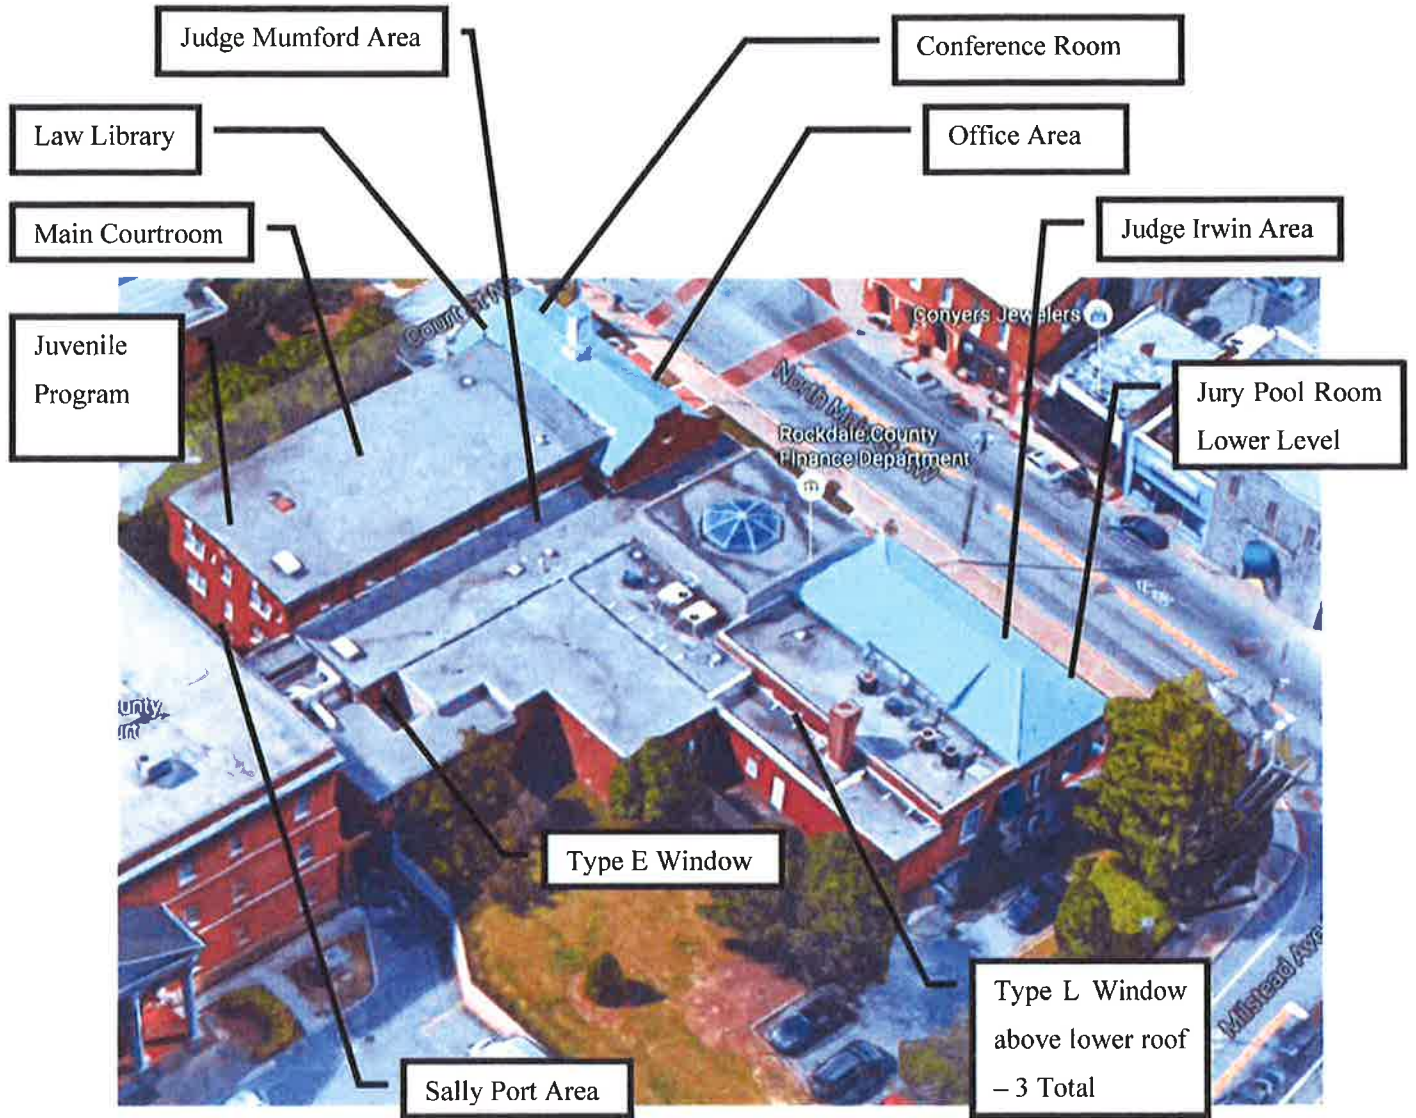 Judge Mumford Area
Conference Room
Law Library
Office Area
Main Courtroom
Judge Irwin Area
Juvenile
Program
Conyers Jewelers
Jury Pool Room
Lower Level
Rockdale County
Finance Department
Type E Window
Type L Window
above lower roof
– 3 Total
Milstead Ave
Sally Port Area